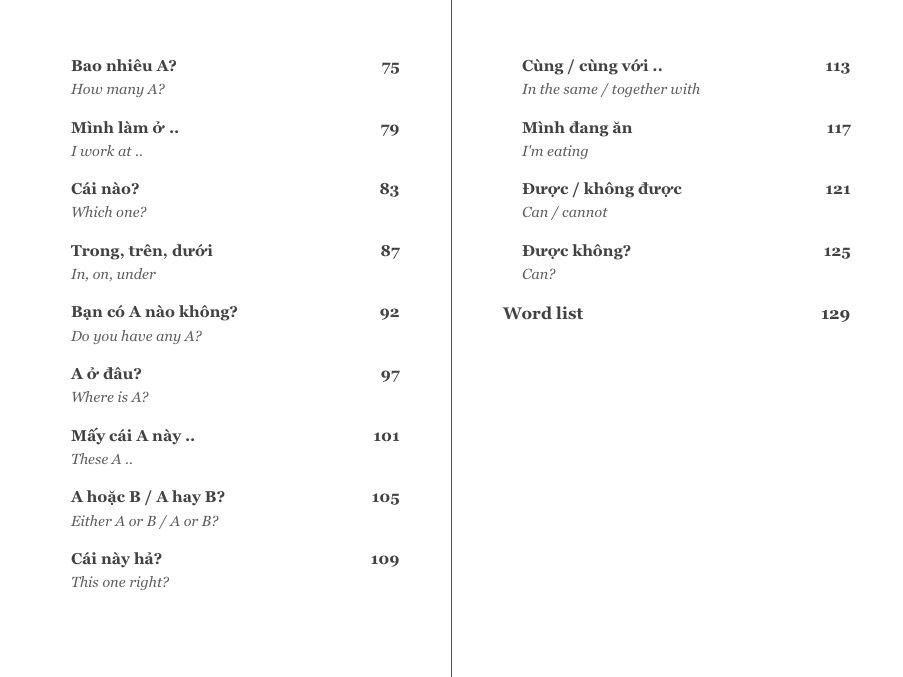 Bao nhiêu A? 75
How many A?
Mình làm ở .. 79
I work at ..
Cái nào? 83
Which one?
Trong, trên, dưới 87
In, on, under
Bạn có A nào không? 92
Do you have any A?
A ở đâu? 97
Where is A?
Mấy cái A này .. 101
These A ..
A hoặc B / A hay B? 105
Either A or B / A or B?
Cái này hả? 109
This one right?
Cùng / cùng với .. 113
In the same / together with
Mình đang ăn 117
I'm eating
Được / không được 121
Can / cannot
Được không? 125
Can?
Word list 129